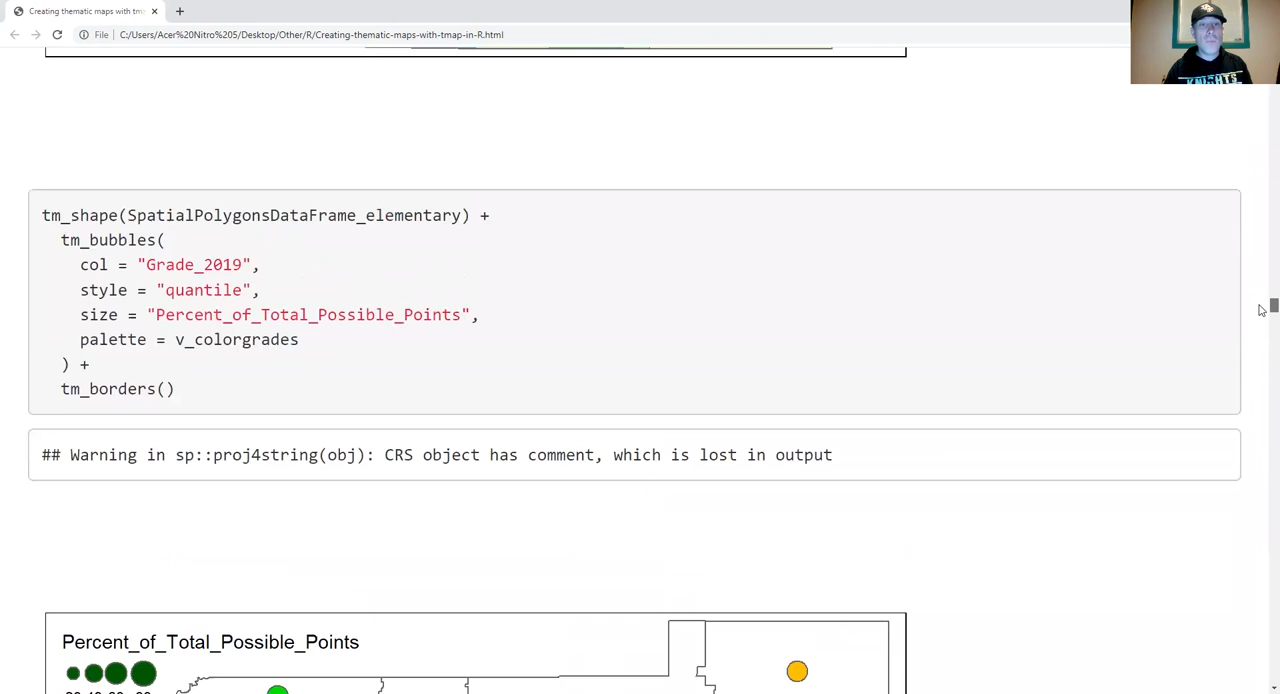 Creating thematic maps with tma
File
C:/Users/Acer%20Nitro%205/Desktop/Other/R/Creating-thematic-maps-with-tmap-in-R.html
KNIGHTS
tm_shape(SpatialPolygonsDataFrame_elementary) +
tm_bubbles(
col = "Grade_2019",
style = "quantile",
size = "Percent_of_Total_Possible_Points",
palette = v_colorgrades
) +
tm_borders()
## Warning in sp::proj4string(obj): CRS object has comment, which is lost in output
Percent_of_Total_Possible_Points